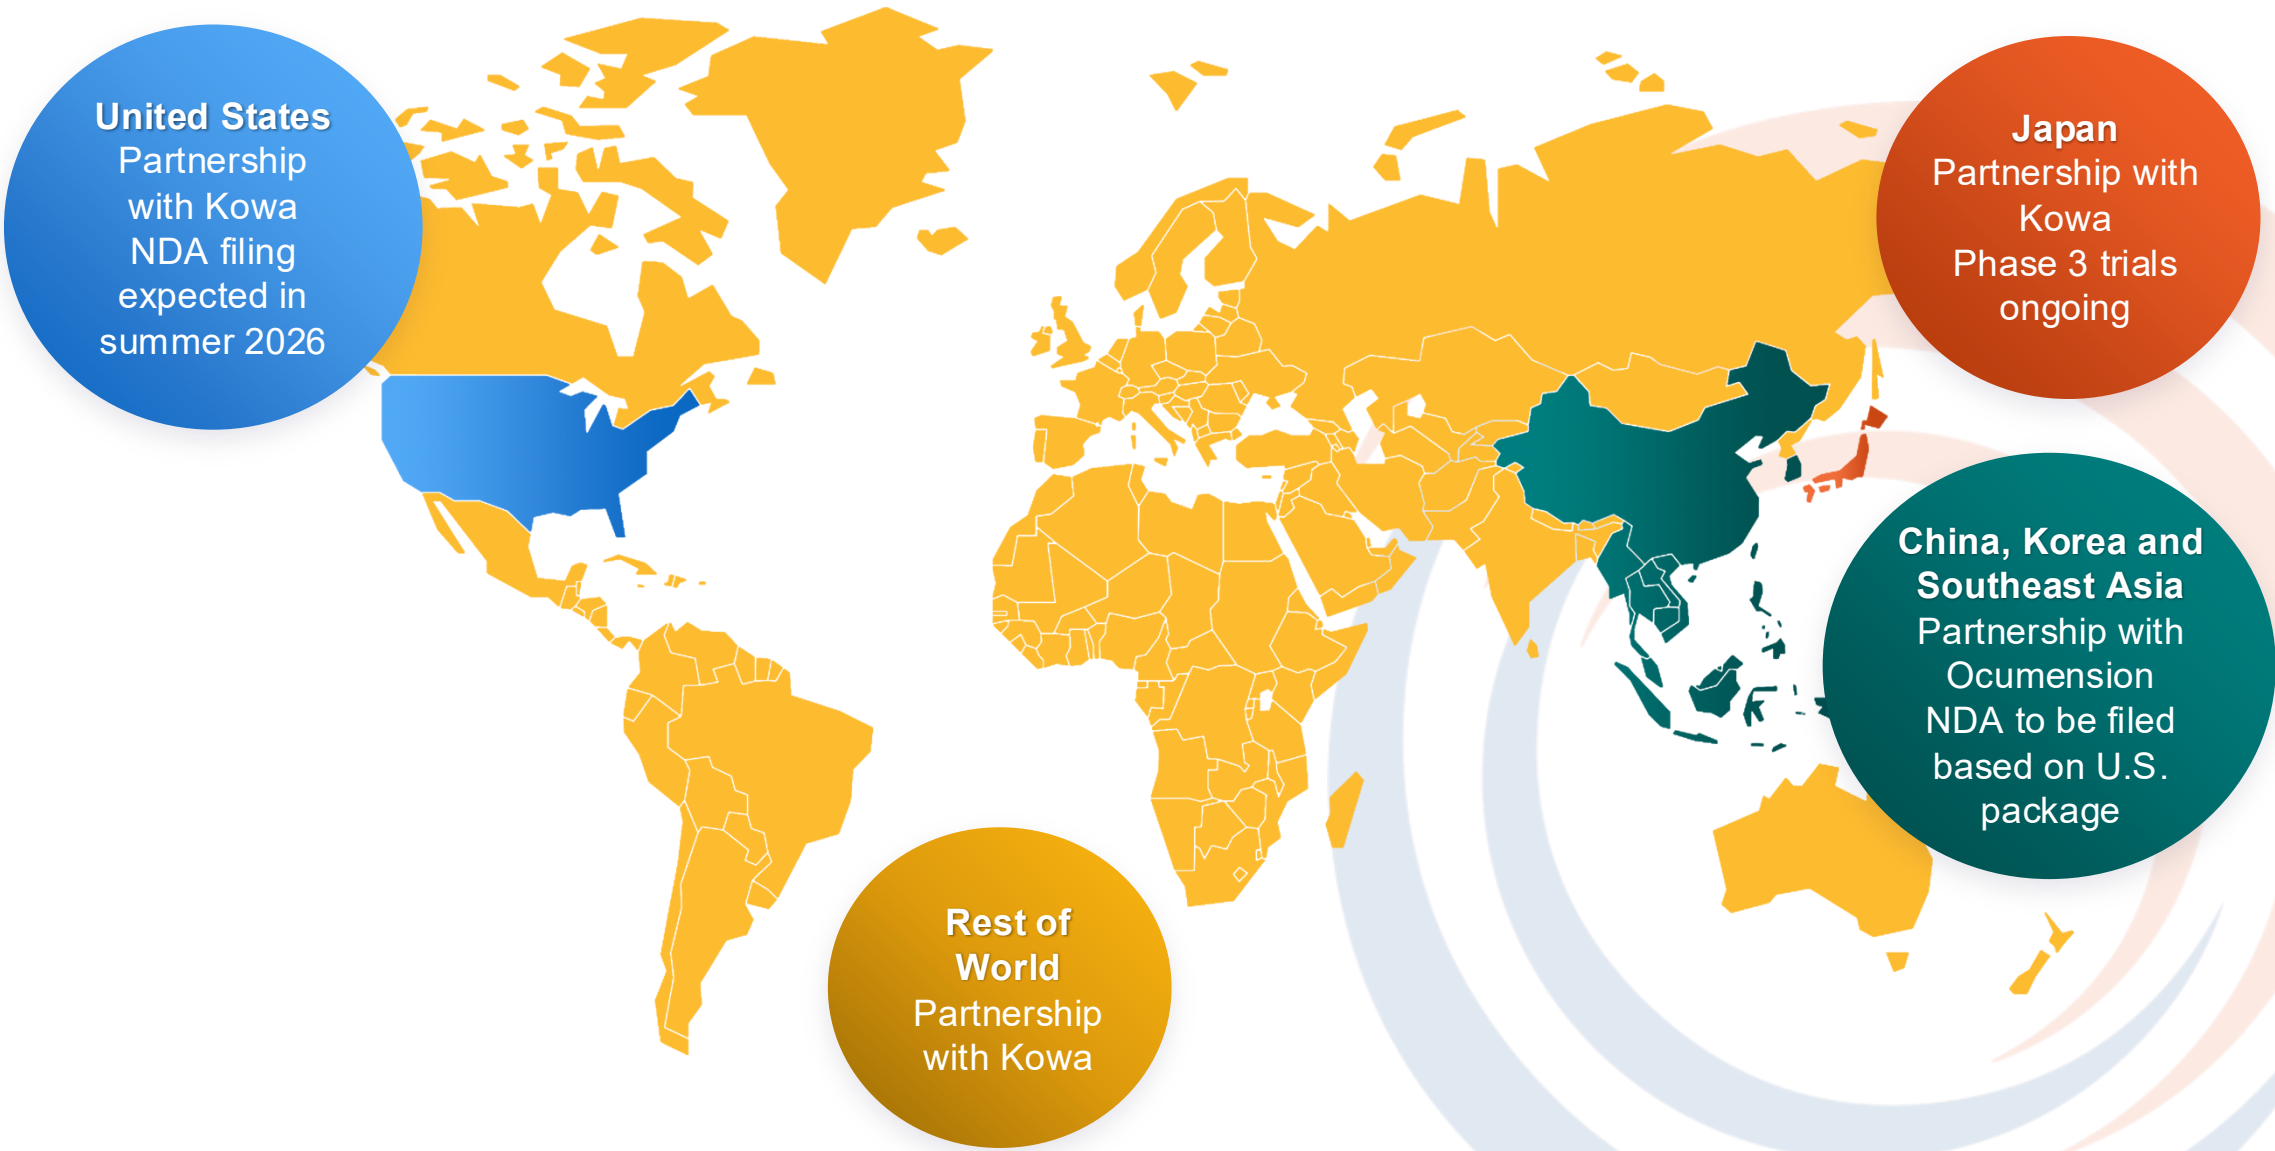 United States
Partnership
with Kowa
NDA filing
expected in
summer 2026
Japan
Partnership with
Kowa
Phase 3 trials
ongoing
China, Korea and
Southeast Asia
Partnership with
Ocumension
NDA to be filed
based on U.S.
package
Rest of
World
Partnership
with Kowa